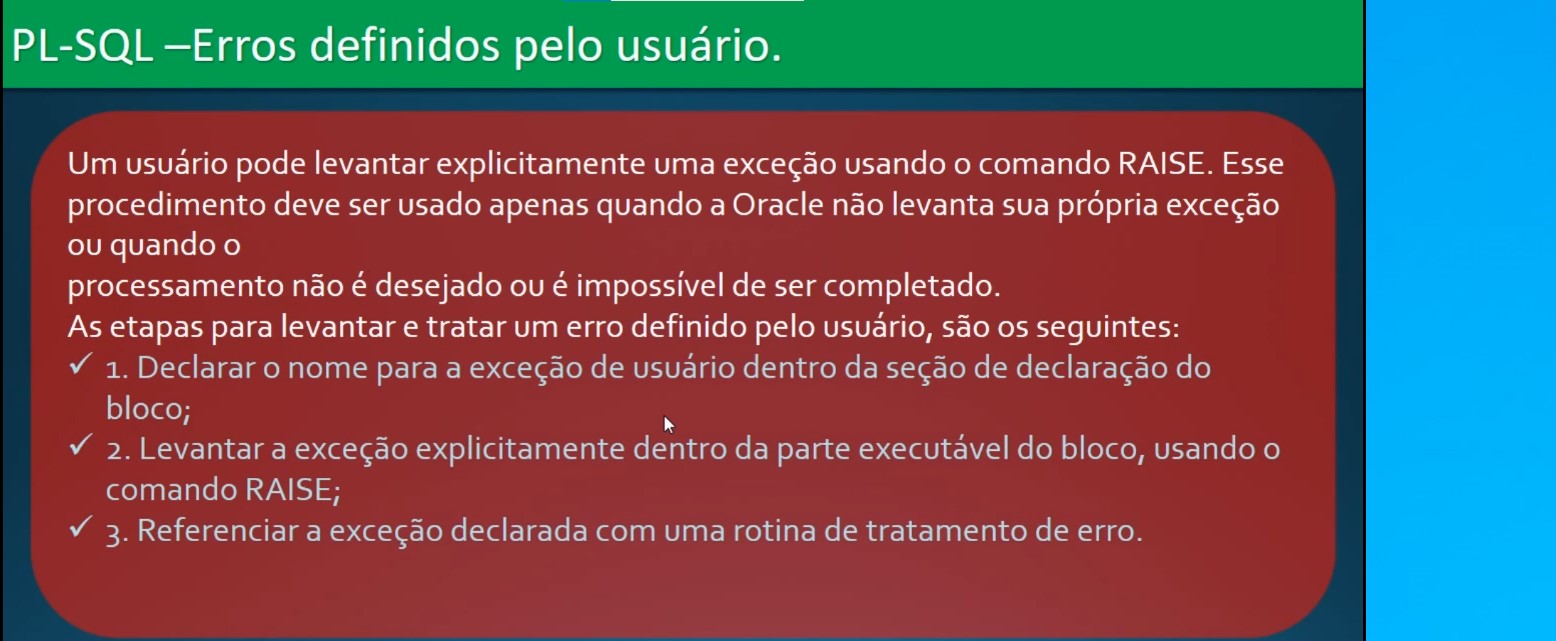 PL-SQL –Erros definidos pelo usuário.
Um usuário pode levantar explicitamente uma exceção usando o comando RAISE. Esse
procedimento deve ser usado apenas quando a Oracle não levanta sua própria exceção
ou quando o
processamento não é desejado ou é impossível de ser completado.
As etapas para levantar e tratar um erro definido pelo usuário, são os seguintes:
✓ 1. Declarar o nome para a exceção de usuário dentro da seção de declaração do
bloco;
✓ 2. Levantar a exceção explicitamente dentro da parte executável do bloco, usando o
comando RAISE;
✓ 3. Referenciar a exceção declarada com uma rotina de tratamento de erro.